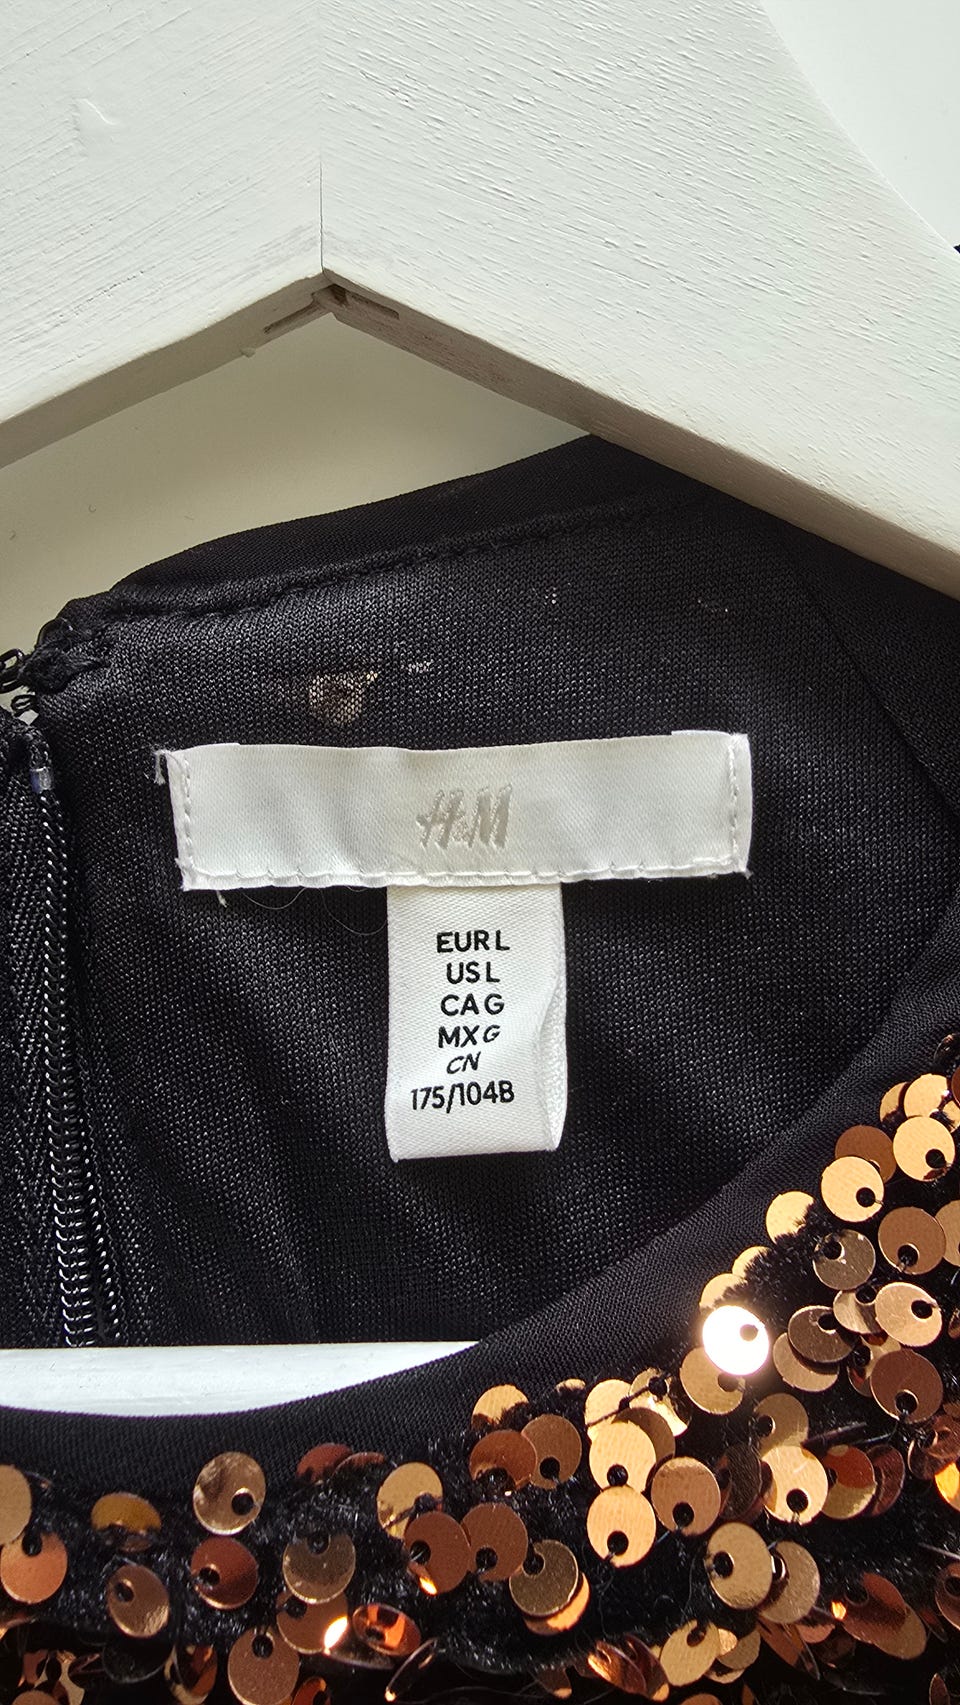 H&M
EUR L
US L
CA G
MX G
CN
175/104B